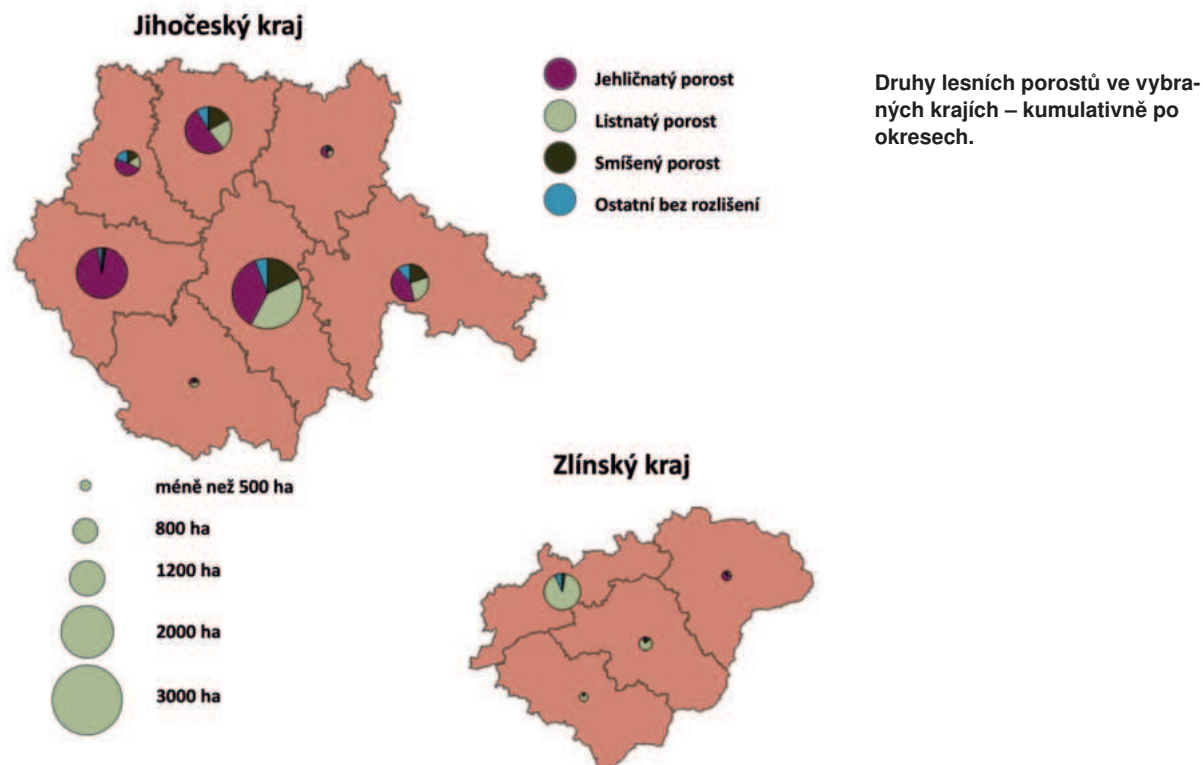 Jihočeský kraj
Jehličnatý porost
Listnatý porost
Smíšený porost
Ostatní bez rozlišení
Druhy lesních porostů ve vybra-
ných krajích – kumulativně po
okresech.
méně než 500 ha
800 ha
1200 ha
2000 ha
3000 ha
Zlínský kraj